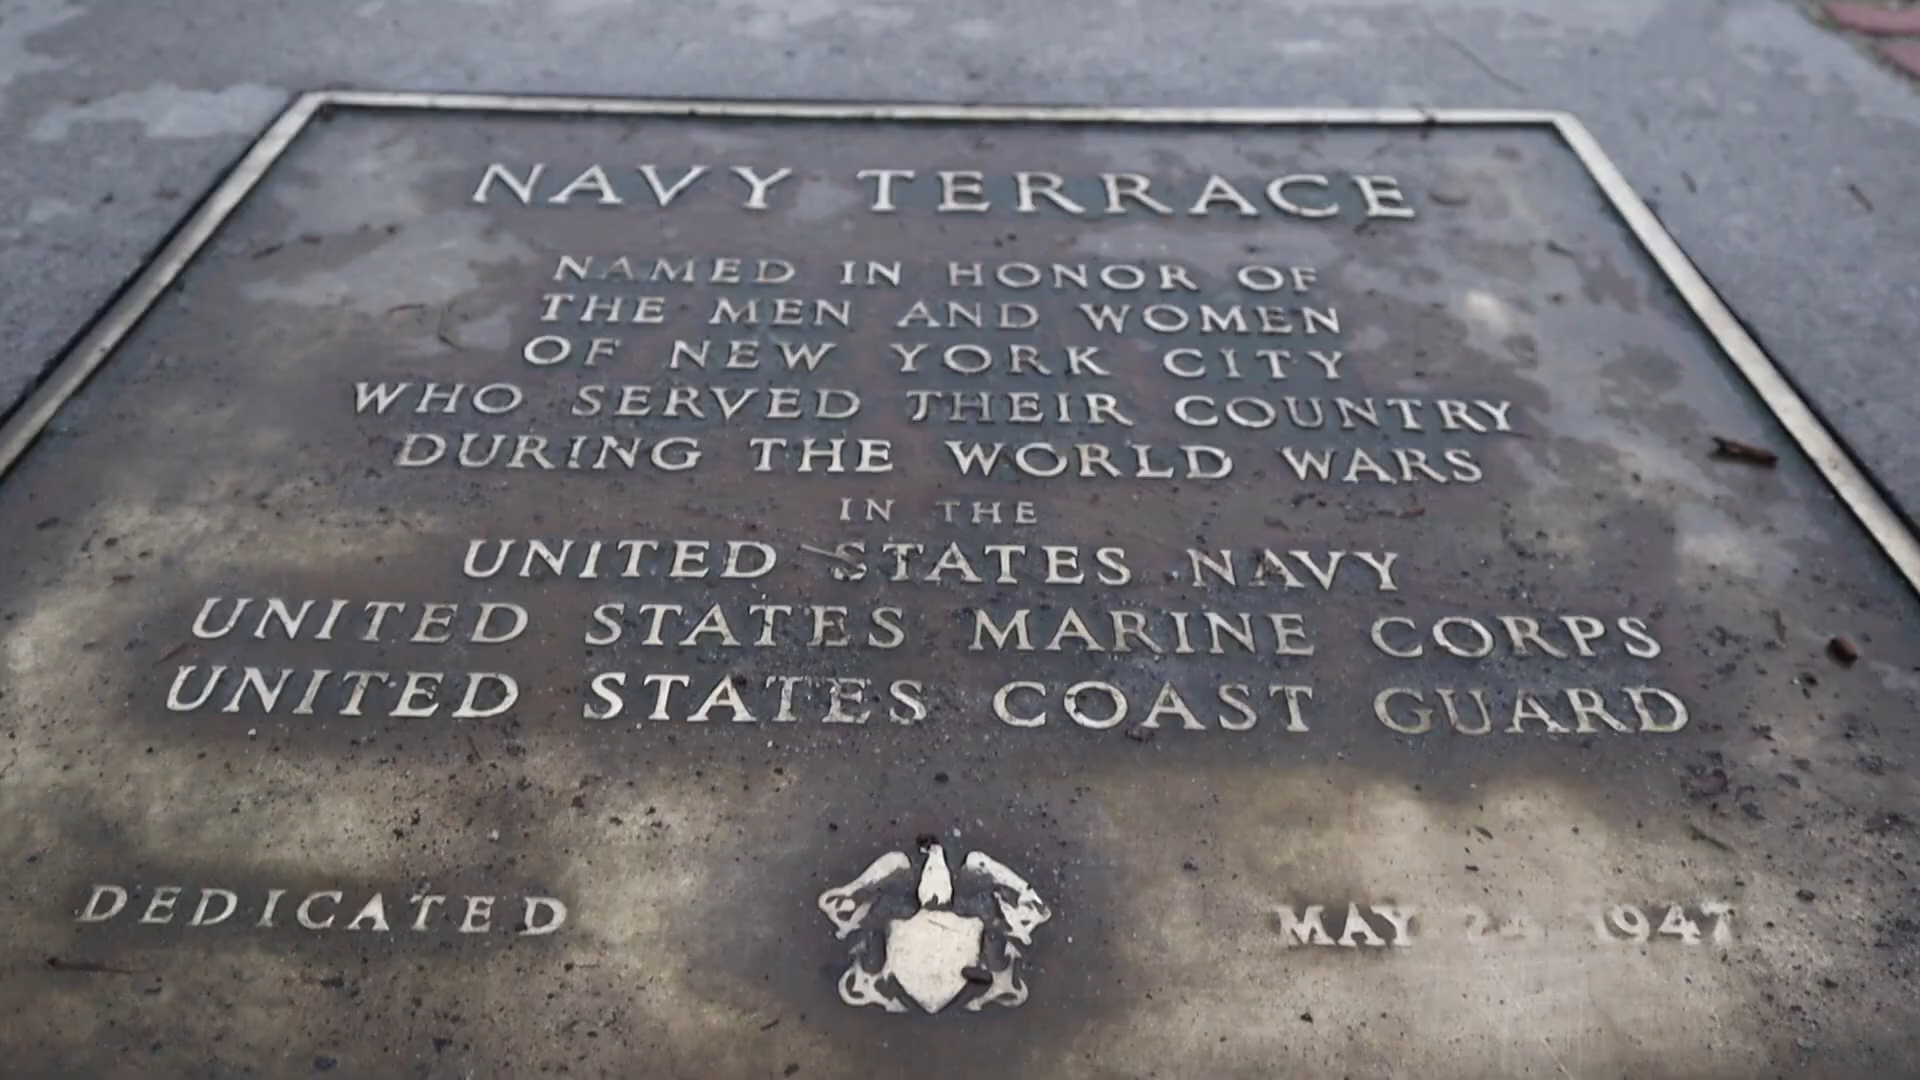 NAVY TERRACE
NAMED IN HONOR OF
THE MEN AND WOMEN
OF NEW YORK CITY
WHO SERVED THEIR COUNTRY
DURING THE WORLD WARS
IN THE
UNITED STATES NAVY
UNITED STATES MARINE CORPS
UNITED STATES COAST GUARD
DEDICATED MAY 1947